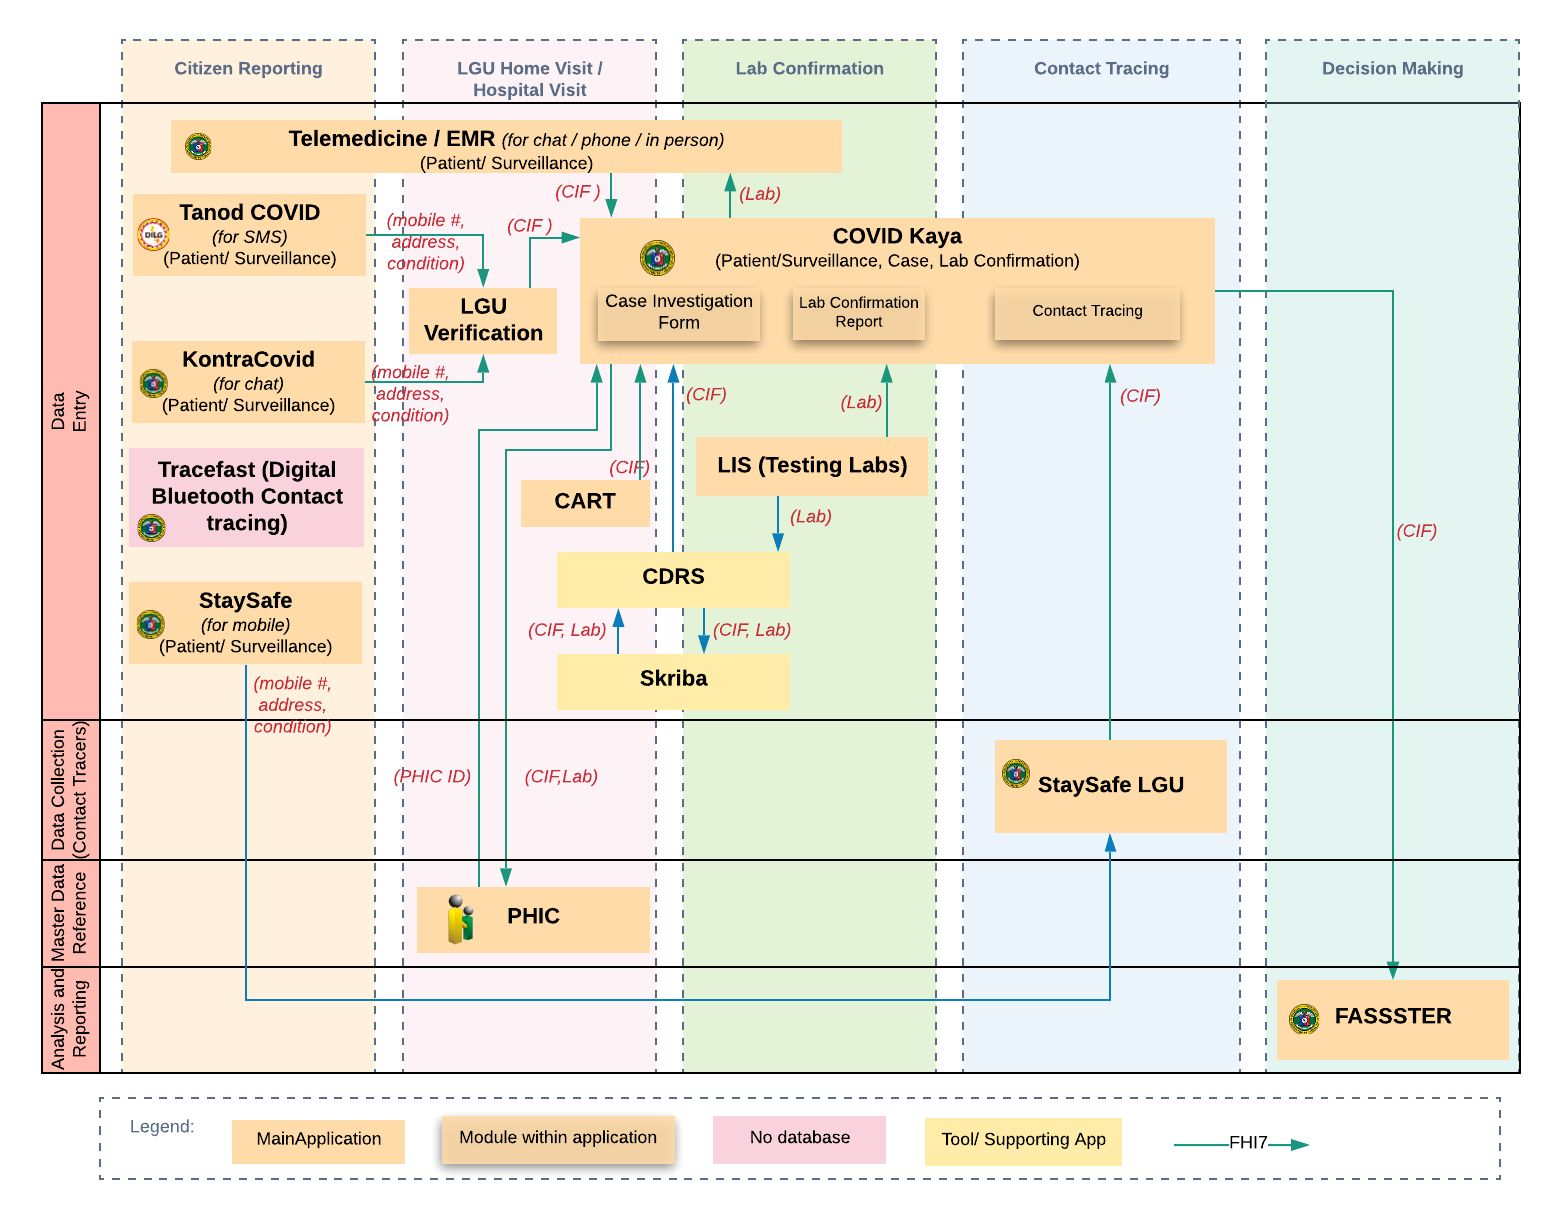 Citizen Reporting
LGU Home Visit /
Hospital Visit
Lab Confirmation
Contact Tracing
Decision Making
Data
Entry
Telemedicine / EMR (for chat / phone / in person)
(Patient/ Surveillance)
(CIF )
(Lab)
Tanod COVID
(for SMS)
(Patient/ Surveillance)
DILG
(mobile #,
address,
condition)
(CIF )
COVID Kaya
(Patient/Surveillance, Case, Lab Confirmation)
Case Investigation
Form
Lab Confirmation
Report
Contact Tracing
LGU
Verification
KontraCovid
(for chat)
(Patient/ Surveillance)
(mobile #,
address,
condition)
(CIF)
(Lab)
(CIF)
Tracefast (Digital
Bluetooth Contact
tracing)
(CIF)
CART
LIS (Testing Labs)
(Lab)
(CIF)
CDRS
StaySafe
(for mobile)
(Patient/ Surveillance)
(CIF, Lab)
(CIF, Lab)
Skriba
(mobile #,
address,
condition)
Data Collection
(Contact Tracers)
(PHIC ID)
(CIF,Lab)
StaySafe LGU
Master Data
Reference
PHIC
Analysis and
Reporting
FASSSTER
Legend:
MainApplication
Module within application
No database
Tool/ Supporting App
FHI7